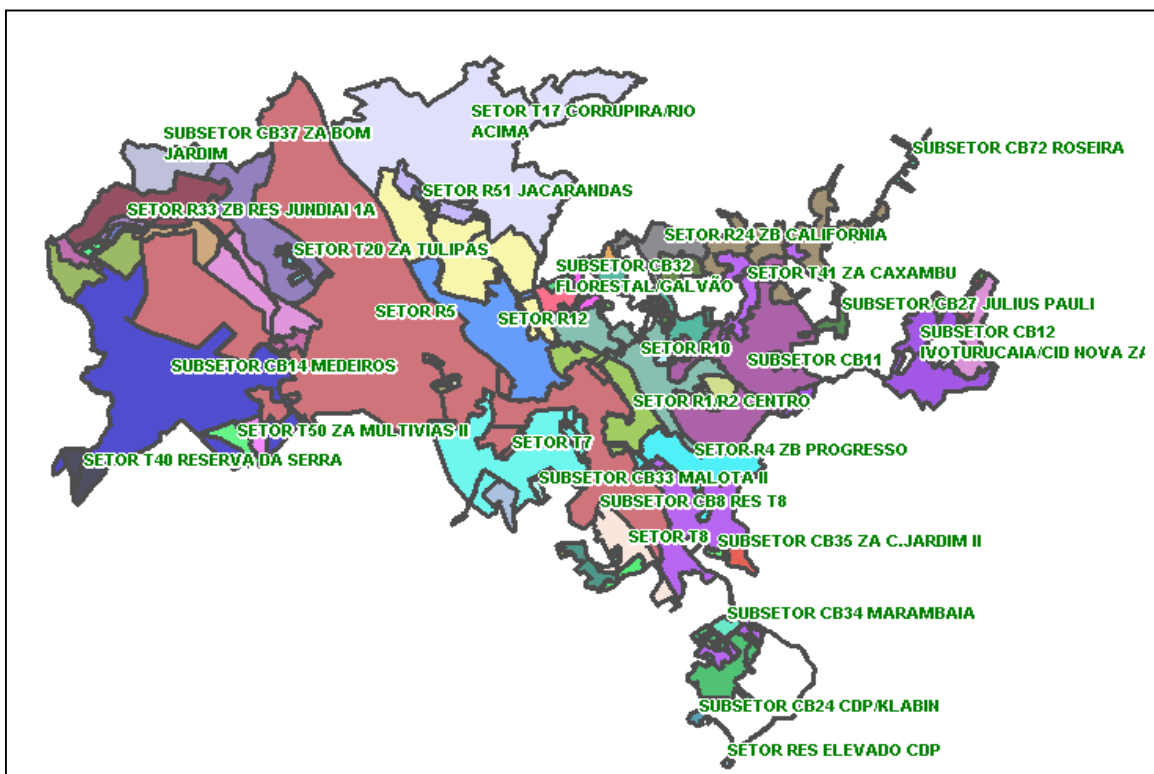 SETOR T17 CORRUPIRA/RIO
ACIMA
SUBSETOR CB37 ZA BOM
JARDIM
SUBSETOR CB72 ROSEIRA
SETOR R51 JACARANDAS
SETOR R33 ZB RES JUNDIAI 1A
SETOR R24 ZB CALIFORNIA
SETOR T20 ZA TULIPAS
SUBSETOR CB32
FLORESTAL/GALVÃO
SETOR T41 ZA CAXAMBU
SUBSETOR CB27 JULIUS PAULI
SETOR R5
SETOR R12
SUBSETOR CB12
IVOTURUCAIA/CID NOVA ZA
SETOR R10
SUBSETOR CB11
SUBSETOR CB14 MEDEIROS
SETOR R1/R2 CENTRO
SETOR T50 ZA MULTIVIAS II
SETOR T7
SETOR R4 ZB PROGRESSO
SETOR T40 RESERVA DA SERRA
SUBSETOR CB33 MALOTA II
SUBSETOR CB8 RES T8
SETOR T8
SUBSETOR CB35 ZA C.JARDIM II
SUBSETOR CB34 MARAMBAIA
SUBSETOR CB24 CDP/KLABIN
SETOR RES ELEVADO CDP